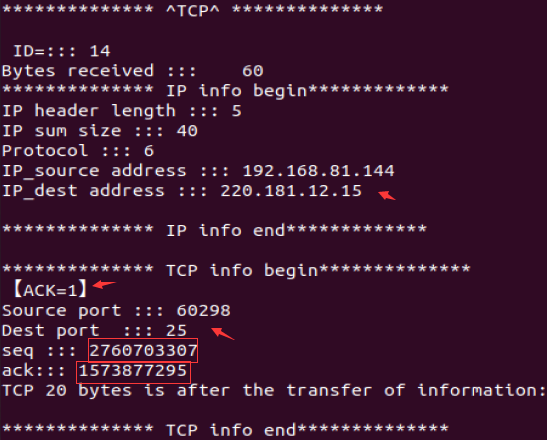 ************** ^TCP^ **************
ID=::: 14
Bytes received :::    60
************** IP info begin*************
IP header length ::: 5
IP sum size ::: 40
Protocol ::: 6
IP_source address ::: 192.168.81.144
IP_dest address ::: 220.181.12.15
************** IP info end*************
************** TCP info begin**************
【ACK=1】
Source port ::: 60298
Dest port  ::: 25
seq ::: 2760703307
ack::: 1573877295
TCP 20 bytes is after the transfer of information:
************** TCP info end**************